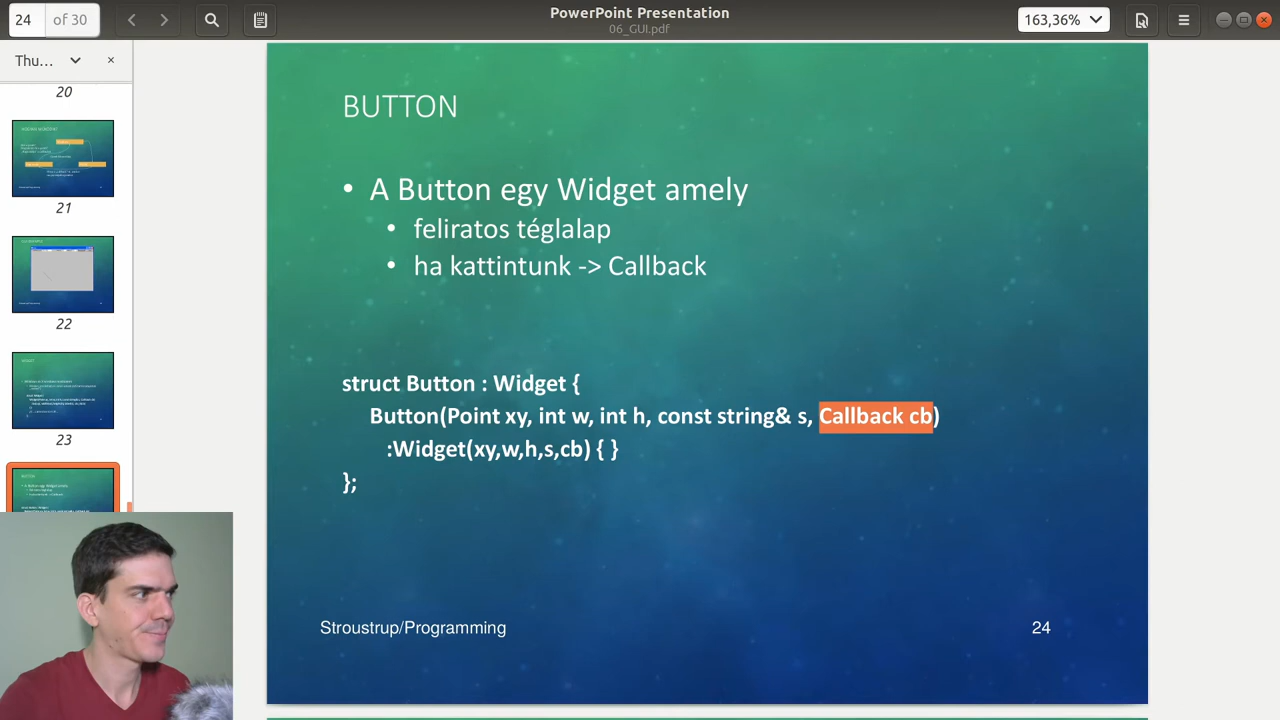 24 of 30
PowerPoint Presentation
06_GUI.pdf
163,36%
Thu...
20
21
22
23
BUTTON
• A Button egy Widget amely
• feliratos téglalap
• ha kattintunk -> Callback
struct Button : Widget {
Button(Point xy, int w, int h, const string& s, Callback cb)
:Widget(xy,w,h,s,cb) { }
};
Stroustrup/Programming
24